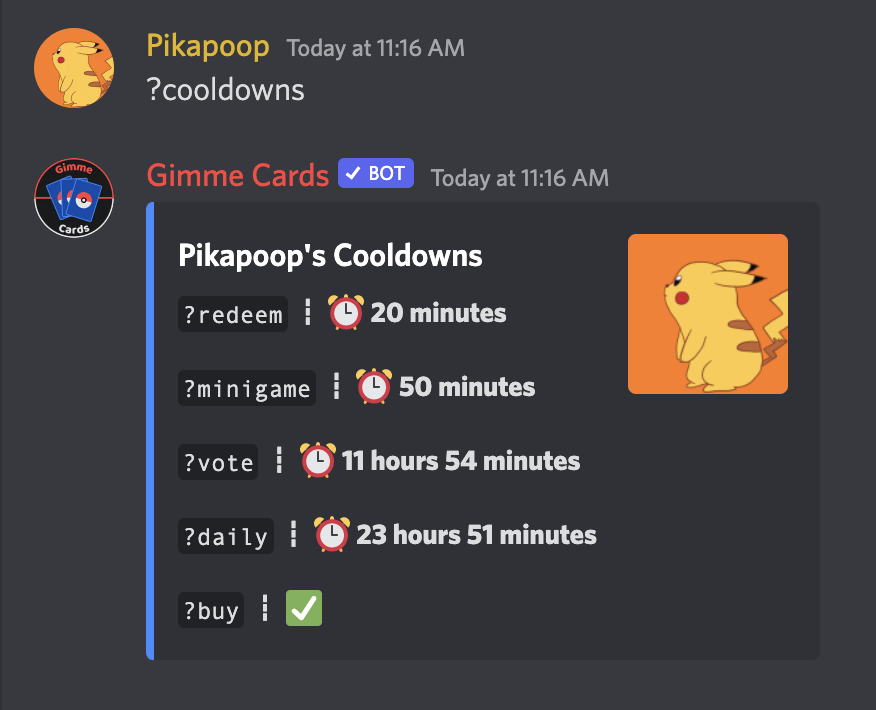 Pikapoop Today at 11:16 AM
?cooldowns
Gimme
Cards
Gimme Cards ✓ BOT Today at 11:16 AM
Pikapoop's Cooldowns
?redeem ┋ ⏰ 20 minutes
?minigame ┋ ⏰ 50 minutes
?vote ┋ ⏰ 11 hours 54 minutes
?daily ┋ ⏰ 23 hours 51 minutes
?buy ┋ ✅